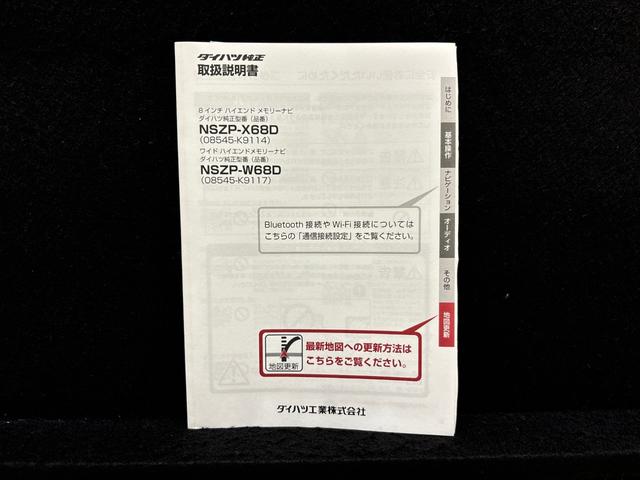 ダイハツ純正
取扱説明書
8インチ ハイエンド メモリーナビ
ダイハツ純正型番（品番）
NSZP-X68D
(08545-K9114)
ワイド ハイエンドメモリーナビ
ダイハツ純正型番（品番）
NSZP-W68D
(08545-K9117)
Bluetooth 接続や Wi-Fi 接続については
こちらの「通信接続設定」をご覧ください。
地図更新
最新地図への更新方法は
こちらをご覧ください。
ダイハツ工業株式会社
はじめに
基本操作
ナビゲーション
オーディオ
その他
地図更新